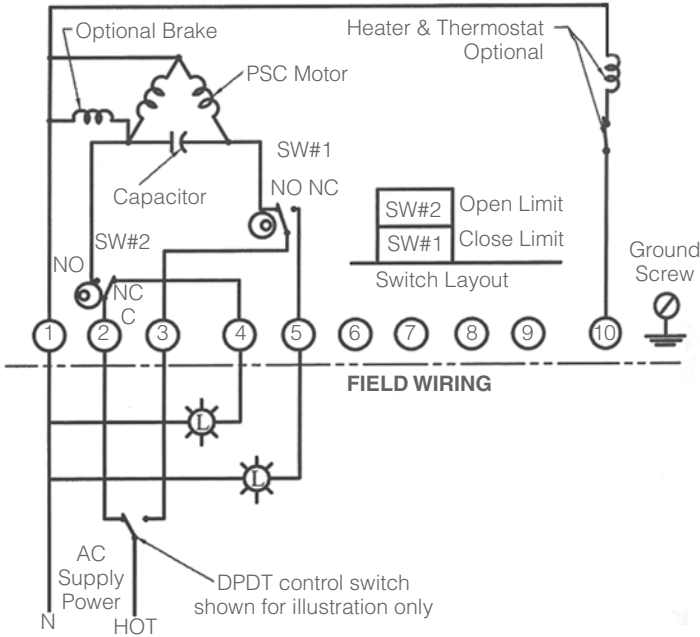 Optional Brake
Heater & Thermostat
Optional
PSC Motor
SW#1
Capacitor
NO NC
SW#2
SW#2 Open Limit
SW#1 Close Limit
Switch Layout
Ground
Screw
NO
NC
C
1 2 3 4 5 6 7 8 9 10
FIELD WIRING
L
L
AC
Supply
Power
DPDT control switch
shown for illustration only
N
HOT